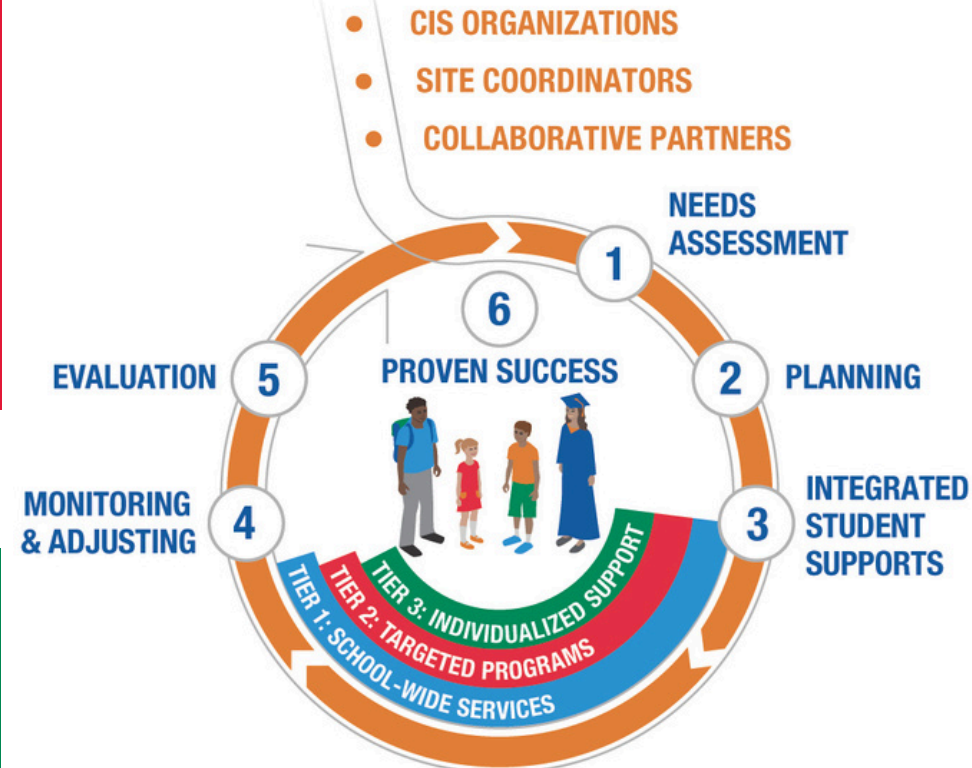 CIS ORGANIZATIONS
SITE COORDINATORS
COLLABORATIVE PARTNERS
NEEDS
ASSESSMENT
1
6
PROVEN SUCCESS
EVALUATION
5
2
PLANNING
MONITORING
& ADJUSTING
4
3
INTEGRATED
STUDENT
SUPPORTS
TIER 3: INDIVIDUALIZED SUPPORT
TIER 2: TARGETED PROGRAMS
TIER 1: SCHOOL-WIDE SERVICES